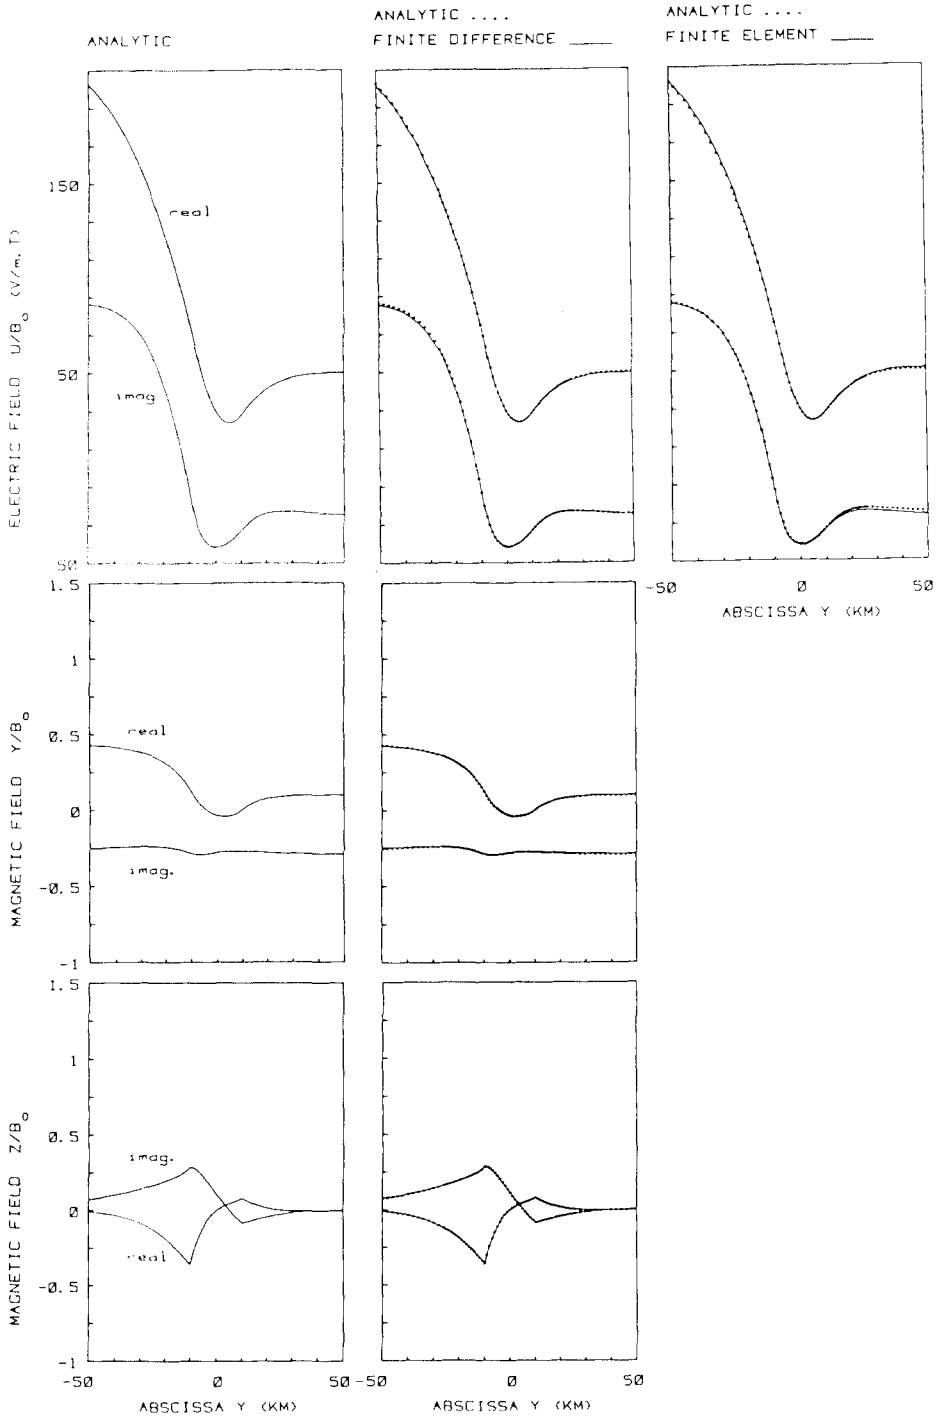 ANALYTIC
ANALYTIC ....
FINITE DIFFERENCE ____
ANALYTIC ....
FINITE ELEMENT ____
ELECTRIC FIELD U/B₀ (V/m.T)
150
50
50
real
imag
-50
0
50
ABSCISSA Y (KM)
MAGNETIC FIELD Y/B₀
1.5
1
0.5
0
-0.5
-1
real
imag.
MAGNETIC FIELD Z/B₀
1.5
1
0.5
0
-0.5
-1
imag.
real
-50
0
50
-50
0
50
ABSCISSA Y (KM)
ABSCISSA Y (KM)